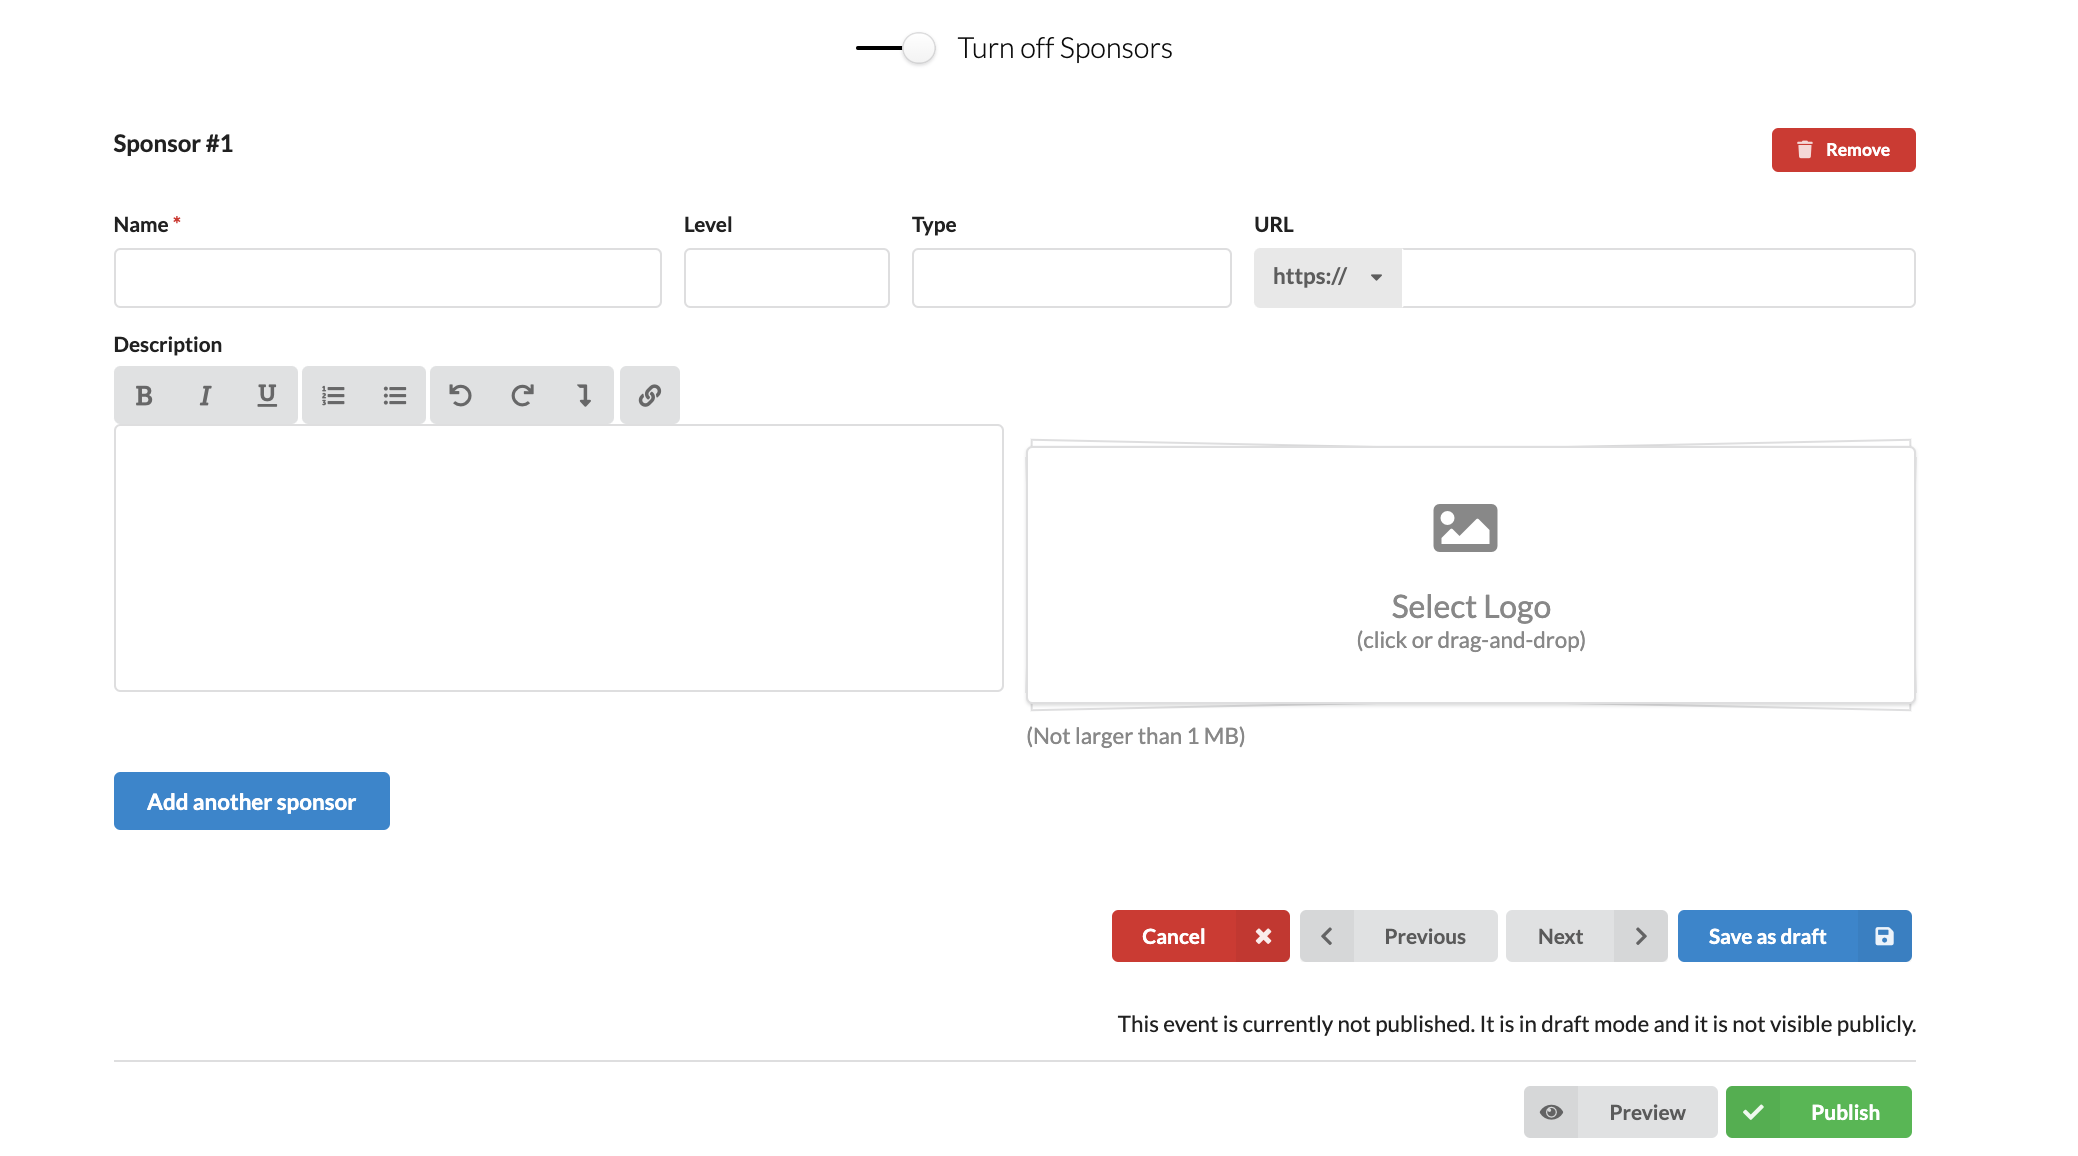 Turn off Sponsors
Sponsor #1
Remove
Name *
Level
Type
URL
https://
Description
B I U
Select Logo
(click or drag-and-drop)
(Not larger than 1 MB)
Add another sponsor
Cancel
Previous
Next
Save as draft
This event is currently not published. It is in draft mode and it is not visible publicly.
Preview
Publish